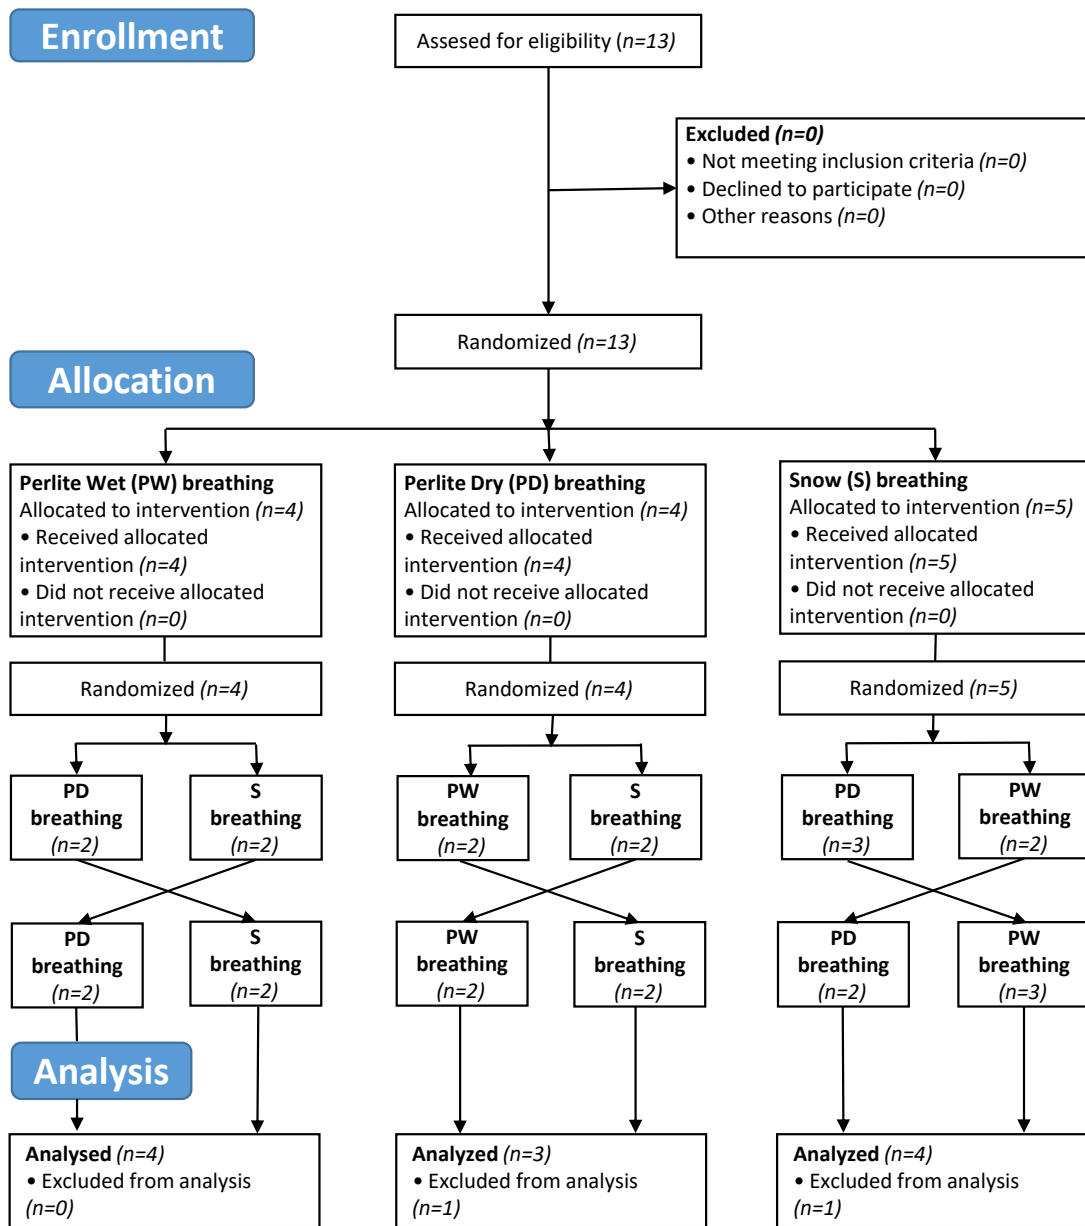 Enrollment
Assesed for eligibility (n=13)
Excluded (n=0)
• Not meeting inclusion criteria (n=0)
• Declined to participate (n=0)
• Other reasons (n=0)
Randomized (n=13)
Allocation
Perlite Wet (PW) breathing
Allocated to intervention (n=4)
• Received allocated
intervention (n=4)
• Did not receive allocated
intervention (n=0)
Perlite Dry (PD) breathing
Allocated to intervention (n=4)
• Received allocated
intervention (n=4)
• Did not receive allocated
intervention (n=0)
Snow (S) breathing
Allocated to intervention (n=5)
• Received allocated
intervention (n=5)
• Did not receive allocated
intervention (n=0)
Randomized (n=4)
Randomized (n=4)
Randomized (n=5)
PD
breathing
(n=2)
S
breathing
(n=2)
PW
breathing
(n=2)
S
breathing
(n=2)
PD
breathing
(n=3)
PW
breathing
(n=2)
PD
breathing
(n=2)
S
breathing
(n=2)
PW
breathing
(n=2)
S
breathing
(n=2)
PD
breathing
(n=2)
PW
breathing
(n=3)
Analysis
Analysed (n=4)
• Excluded from analysis
(n=0)
Analyzed (n=3)
• Excluded from analysis
(n=1)
Analyzed (n=4)
• Excluded from analysis
(n=1)